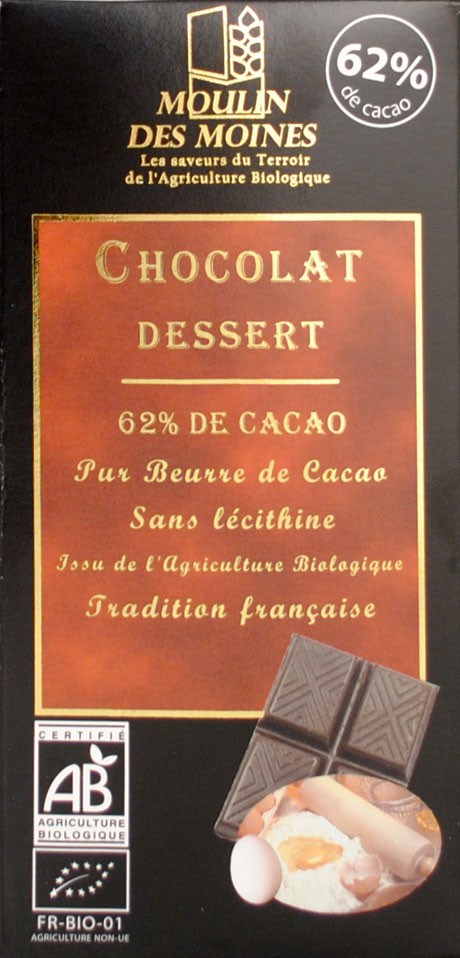 MOULIN
DES MOINES
Les saveurs du Terroir
de l'Agriculture Biologique
62%
de cacao
CHOCOLAT
DESSERT
62% DE CACAO
Pur Beurre de Cacao
Sans lécithine
Issu de l'Agriculture Biologique
Tradition française
CERTIFIÉ
AB
AGRICULTURE
BIOLOGIQUE
FR-BIO-01
AGRICULTURE NON-UE